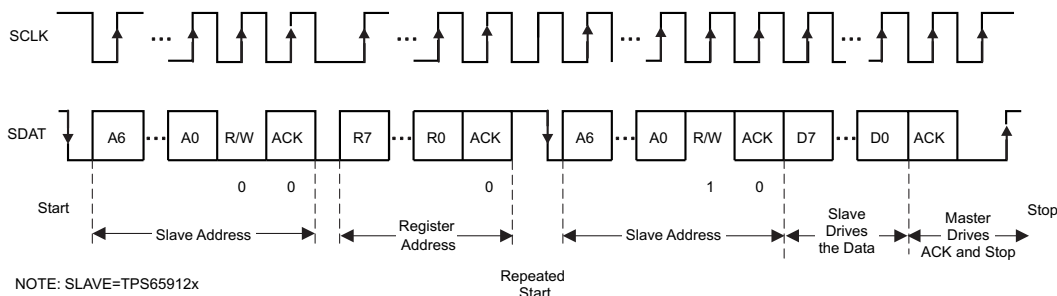 SCLK ... ... ... ...
SDAT A6 ... A0 R/W ACK R7 ... R0 ACK A6 ... A0 R/W ACK D7 ... D0 ACK
0 0 0 1 0
Start
Slave Address
Register
Address
Slave Address
Slave
Drives
the Data
Master
Drives
ACK and Stop
Stop
Repeated
Start
NOTE: SLAVE=TPS65912x